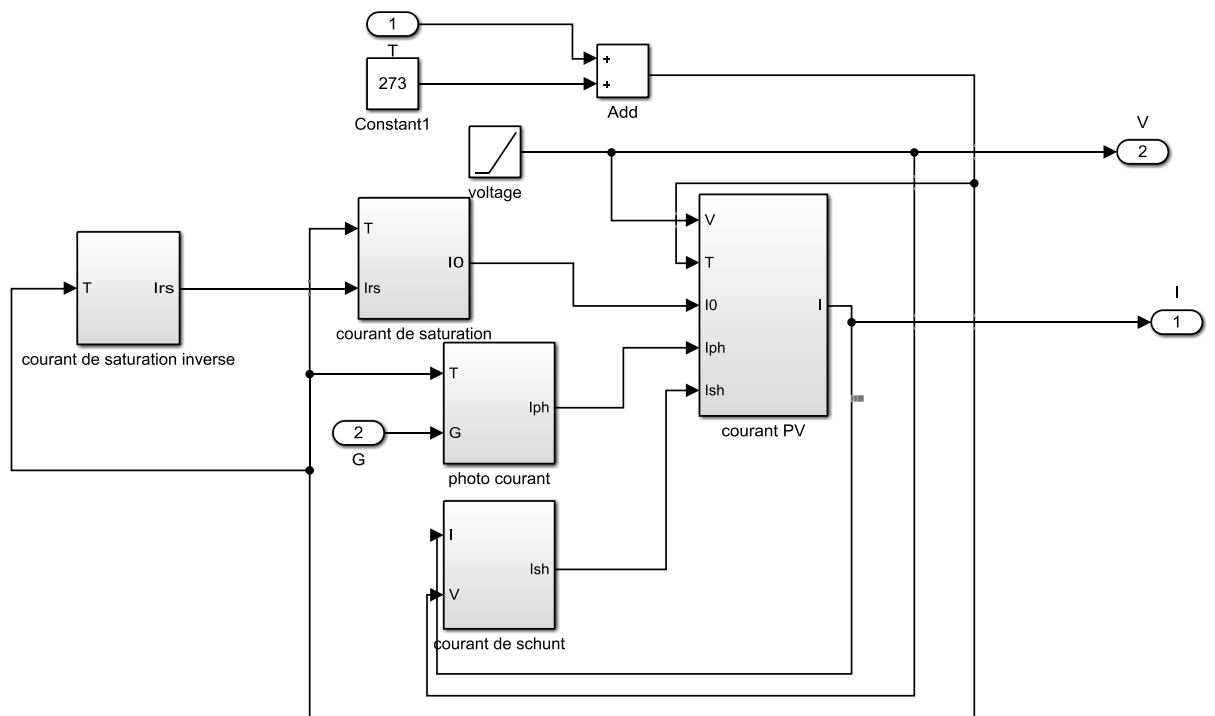 1
T
273
Constant1
+
+
Add
voltage
V
2
T
Irs
courant de saturation inverse
T
Irs
I0
courant de saturation
V
T
I0
Iph
Ish
I
courant PV
I
1
T
G
Iph
photo courant
2
G
I
V
Ish
courant de schunt